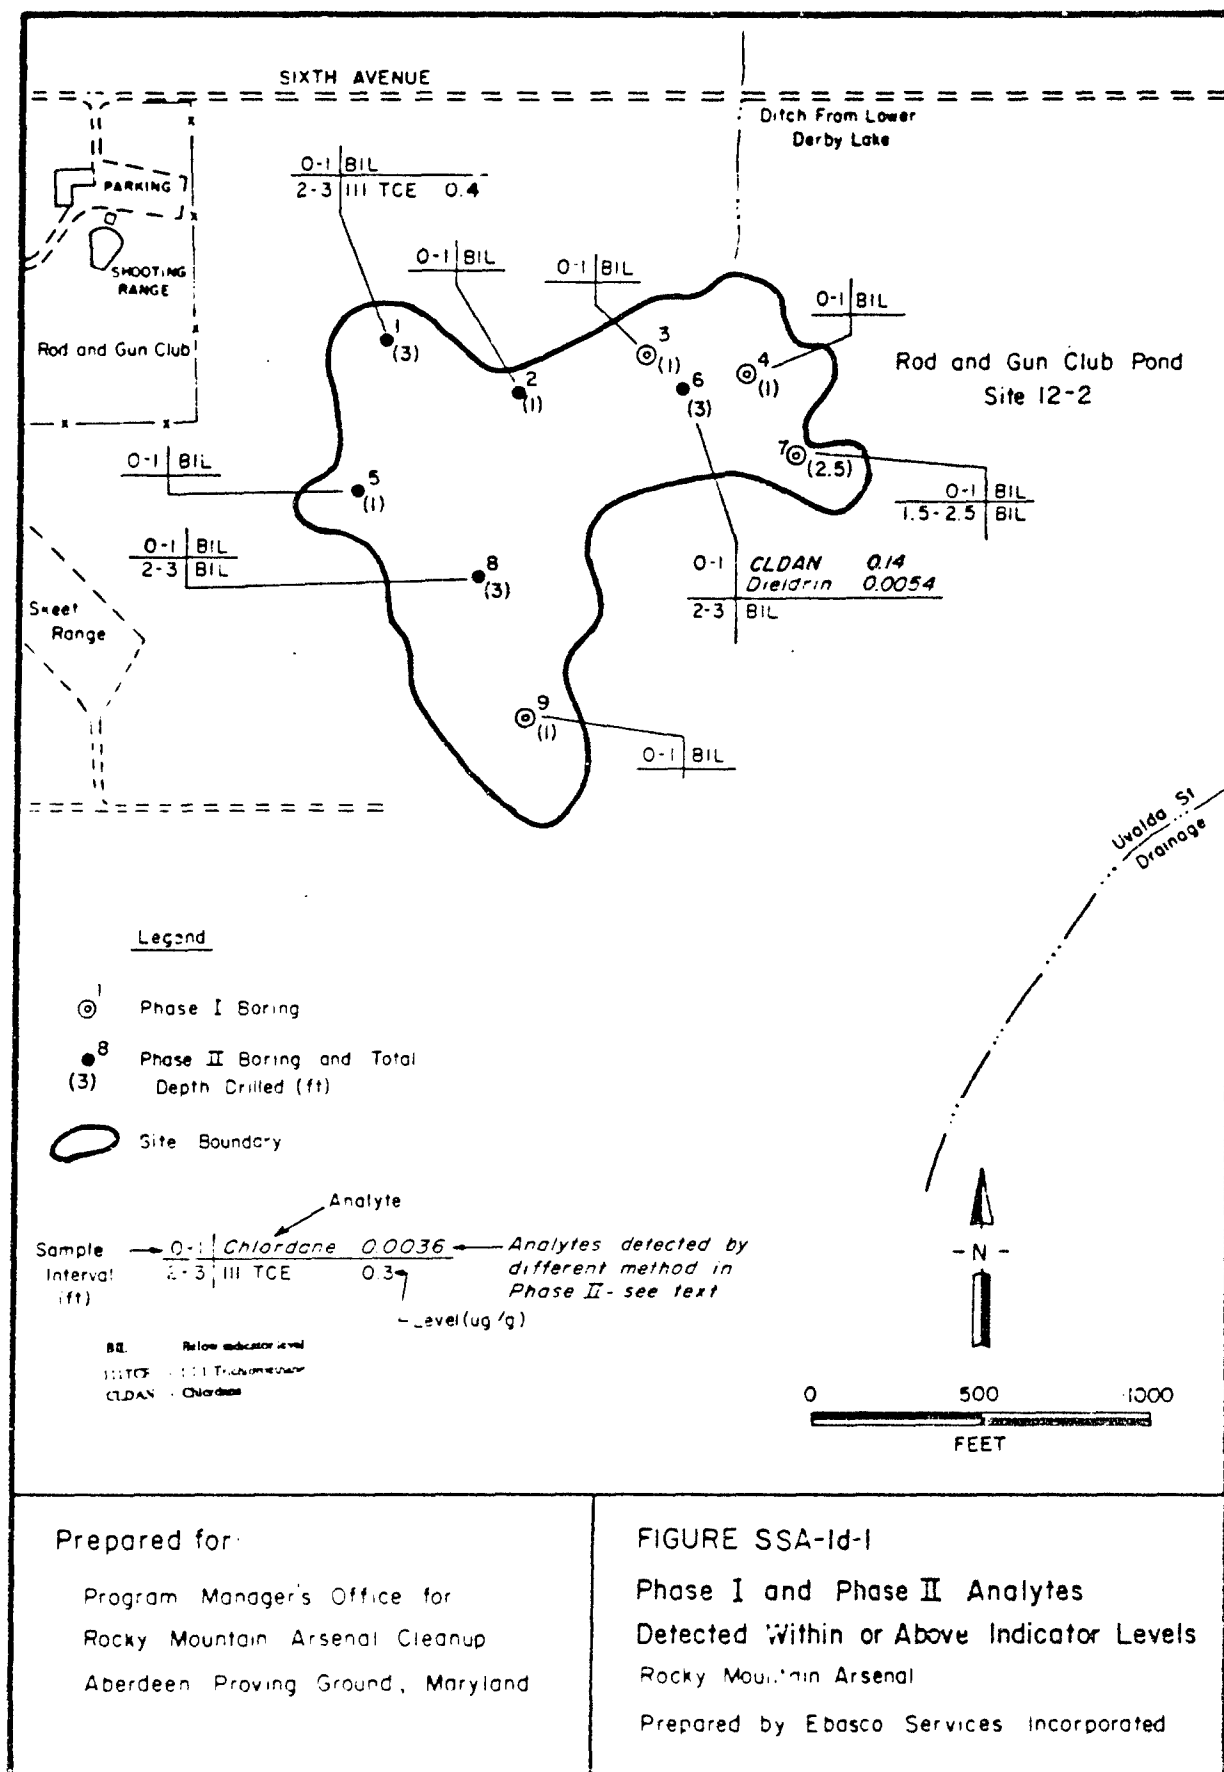 SIXTH AVENUE
Ditch From Lower
Derby Lake
PARKING
SHOOTING
RANGE
Rod and Gun Club
0-1 BIL
2-3 111 TCE 0.4
0-1 BIL
0-1 BIL
0-1 BIL
1
(3)
2
(1)
3
(1)
4
(1)
6
(3)
Rod and Gun Club Pond
Site 12-2
7
(2.5)
0-1 BIL
5
(1)
0-1 BIL
1.5-2.5 BIL
0-1 BIL
2-3 BIL
8
(3)
0-1 CLDAN 0.14
Dieldrin 0.0054
2-3 BIL
Skeet
Range
9
(1)
0-1 BIL
Uvalda St
Drainage
Legend
1
Phase I Boring
8
(3)
Phase II Boring and Total
Depth Drilled (ft)
Site Boundary
Analyte
Sample
Interval
(ft)
0-1 Chlordane 0.0036
2-3 111 TCE 0.3
Analytes detected by
different method in
Phase II - see text
Level (ug/g)
BIL Below indicator level
111TCE - 111 Trichloroethane
CLDAN - Chlordane
- N -
0 500 1000
FEET
Prepared for:
Program Manager's Office for
Rocky Mountain Arsenal Cleanup
Aberdeen Proving Ground, Maryland
FIGURE SSA-1d-1
Phase I and Phase II Analytes
Detected Within or Above Indicator Levels
Rocky Mountain Arsenal
Prepared by Ebasco Services Incorporated